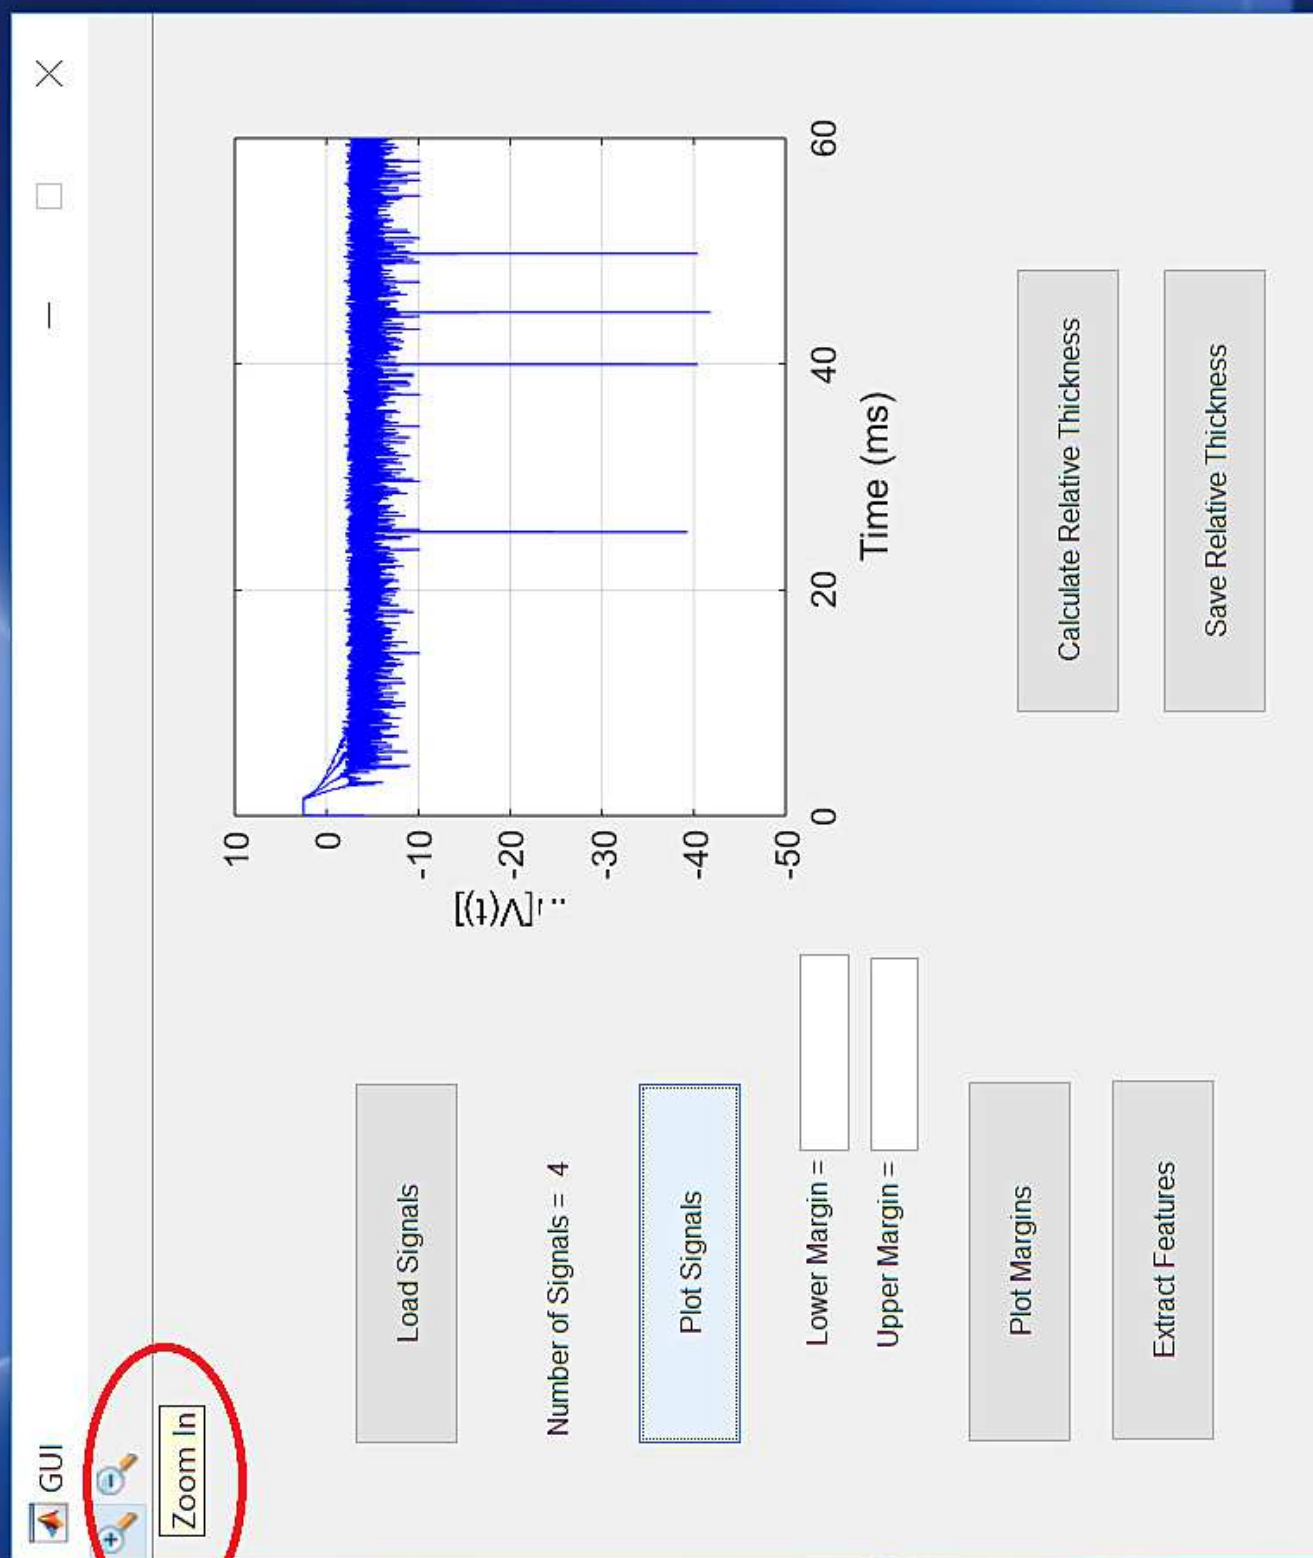 GUI
Zoom In
Load Signals
Number of Signals = 4
Plot Signals
Lower Margin =
Upper Margin =
Plot Margins
Extract Features
10
0
-10
-20
-30
-40
-50
[V(t)]
0
20
40
60
Time (ms)
Calculate Relative Thickness
Save Relative Thickness